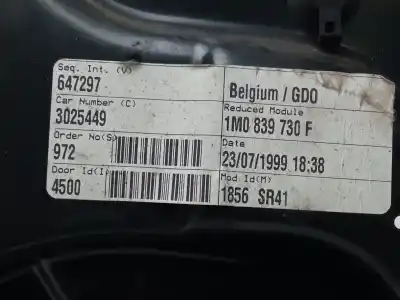 Seq. Int. (V)
647297
Belgium / GDO
Car Number (C)
3025449
Reduced Module
1M0 839 730 F
Order No(S)
972
Date
23/07/1999 18:38
Door Id(I)
4500
Mod Id(M)
1856 SR41